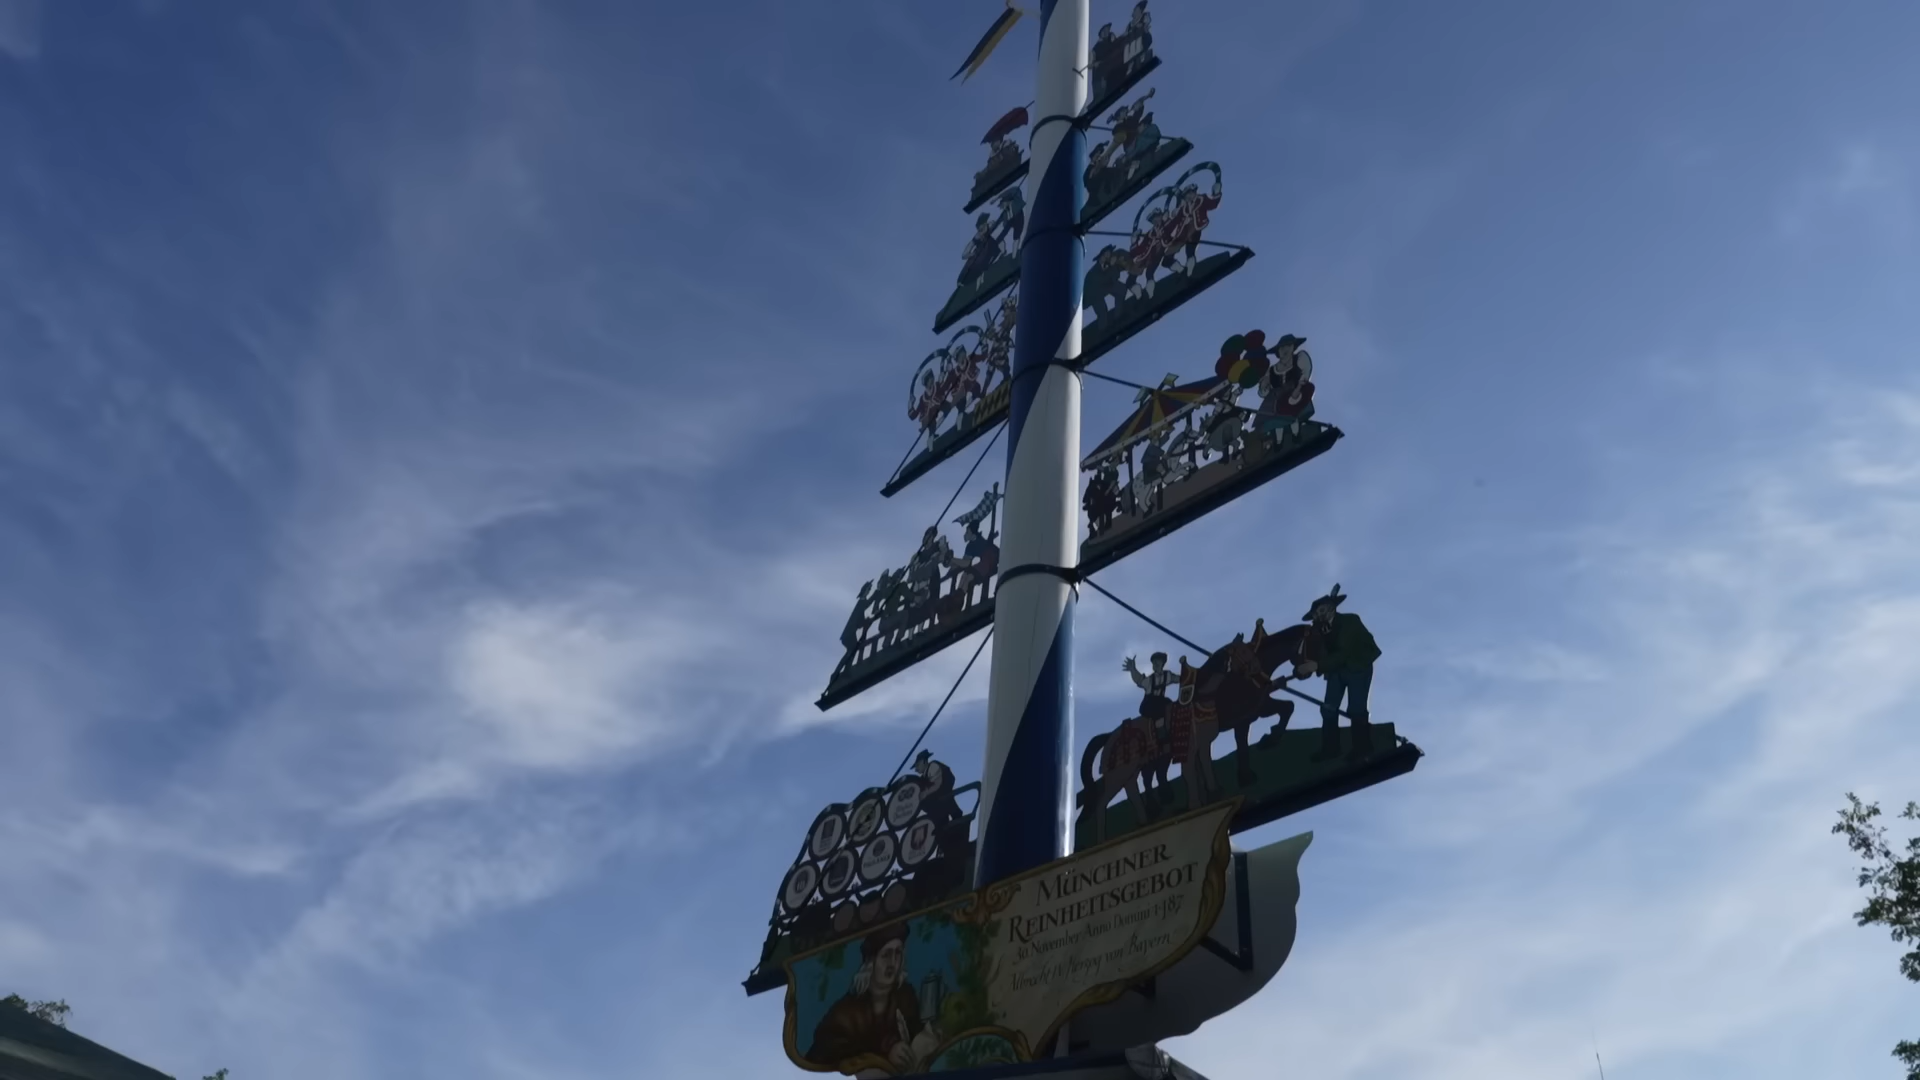 MÜNCHNER
REINHEITSGEBOT
30 November Anno Domini 1487
Albrecht IV. Herzog von Bayern